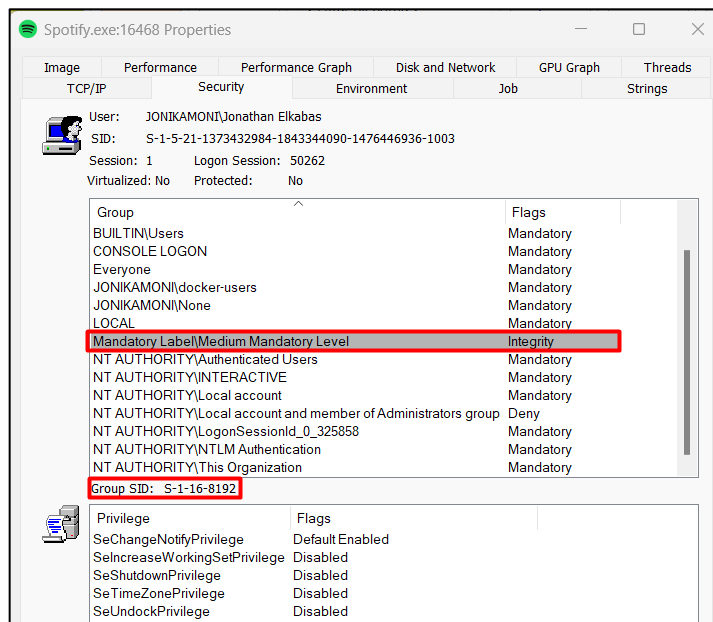 Spotify.exe:16468 Properties
Image Performance Performance Graph Disk and Network GPU Graph Threads
TCP/IP Security Environment Job Strings
User: JONIKAMONI\Jonathan Elkabas
SID: S-1-5-21-1373432984-1843344090-1476446936-1003
Session: 1 Logon Session: 50262
Virtualized: No Protected: No
Group Flags
BUILTIN\Users Mandatory
CONSOLE LOGON Mandatory
Everyone Mandatory
JONIKAMONI\docker-users Mandatory
JONIKAMONI\None Mandatory
LOCAL Mandatory
Mandatory Label\Medium Mandatory Level Integrity
NT AUTHORITY\Authenticated Users Mandatory
NT AUTHORITY\INTERACTIVE Mandatory
NT AUTHORITY\Local account Mandatory
NT AUTHORITY\Local account and member of Administrators group Deny
NT AUTHORITY\LogonSessionId_0_325858 Mandatory
NT AUTHORITY\NTLM Authentication Mandatory
NT AUTHORITY\This Organization Mandatory
Group SID: S-1-16-8192
Privilege Flags
SeChangeNotifyPrivilege Default Enabled
SeIncreaseWorkingSetPrivilege Disabled
SeShutdownPrivilege Disabled
SeTimeZonePrivilege Disabled
SeUndockPrivilege Disabled